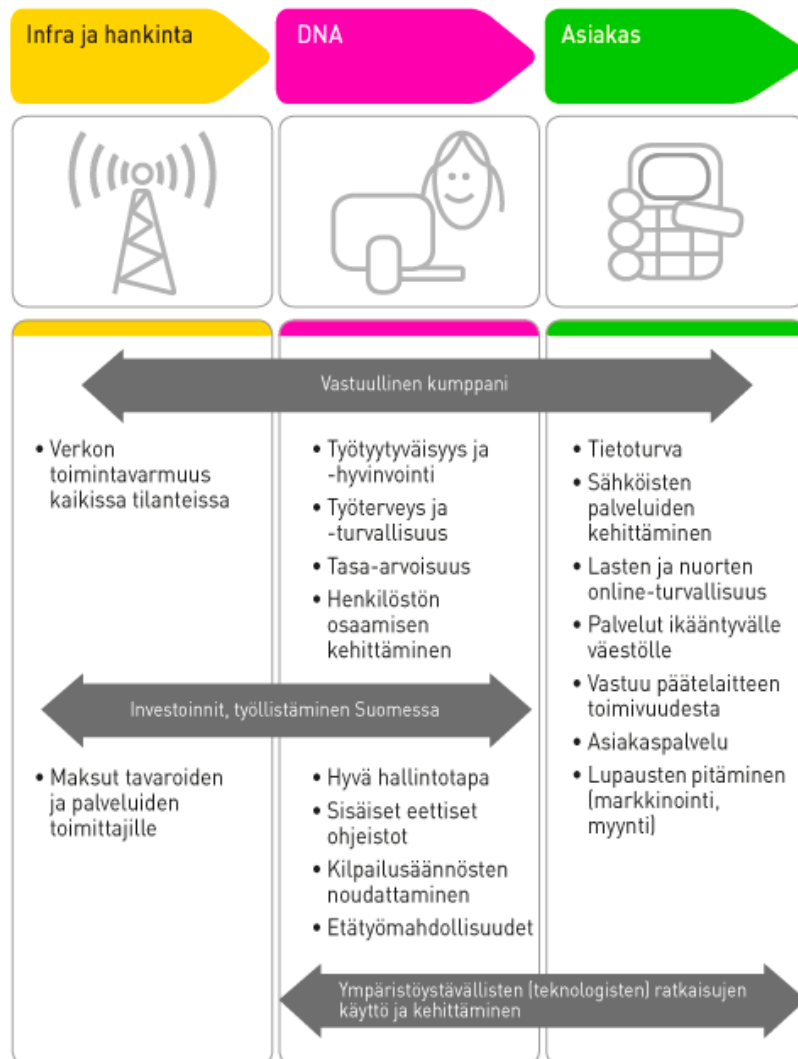 Infra ja hankinta
DNA
Asiakas
Vastuullinen kumppani
• Verkon
toimintavarmuus
kaikissa tilanteissa
• Työtyytyväisyys ja
-hyvinvointi
• Työterveys ja
-turvallisuus
• Tasa-arvoisuus
• Henkilöstön
osaamisen
kehittäminen
• Tietoturva
• Sähköisten
palveluiden
kehittäminen
• Lasten ja nuorten
online-turvallisuus
• Palvelut ikääntyvälle
väestölle
• Vastuu päätelaitteen
toimivuudesta
• Asiakaspalvelu
• Lupausten pitäminen
(markkinointi,
myynti)
Investoinnit, työllistäminen Suomessa
• Maksut tavaroiden
ja palveluiden
toimittajille
• Hyvä hallintotapa
• Sisäiset eettiset
ohjeistot
• Kilpailusäännösten
noudattaminen
• Etätyömahdollisuudet
Ympäristöystävällisten (teknologisten) ratkaisujen
käyttö ja kehittäminen